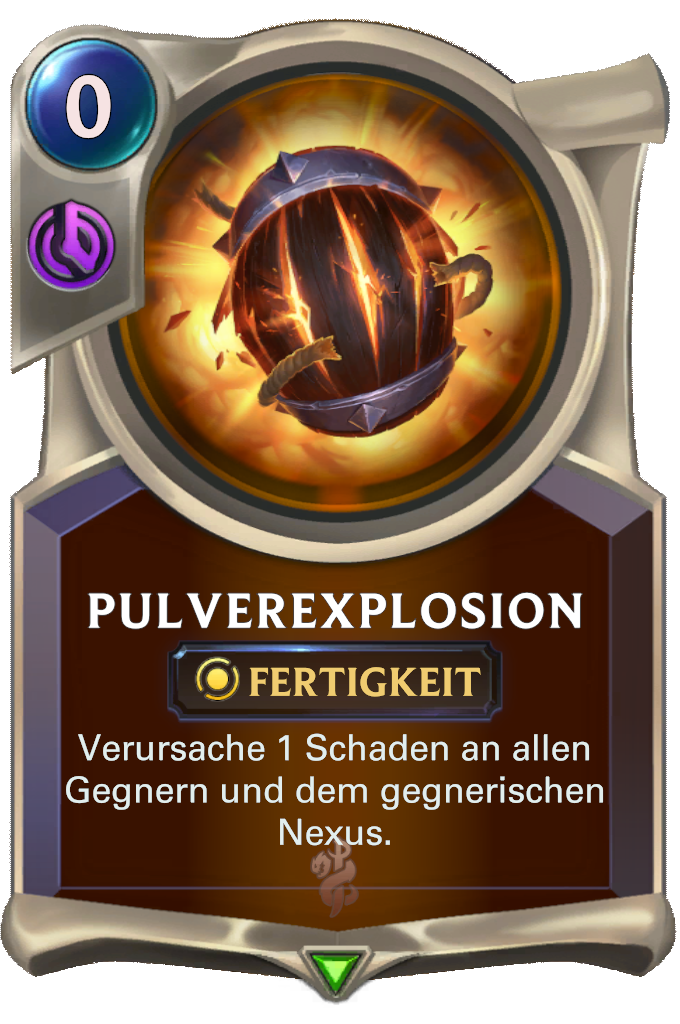 0
PULVEREXPLOSION
FERTIGKEIT
Verursache 1 Schaden an allen
Gegnern und dem gegnerischen
Nexus.